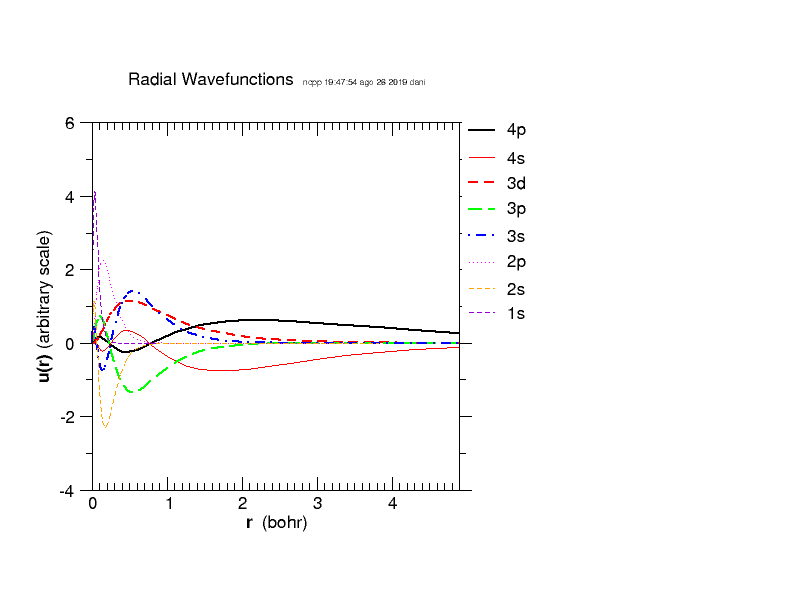 Radial Wavefunctions ncpp 19:47:54 ago 26 2019 dani
6
4
2
0
-2
-4
u(r) (arbitrary scale)
0 1 2 3 4
r (bohr)
4p
4s
3d
3p
3s
2p
2s
1s